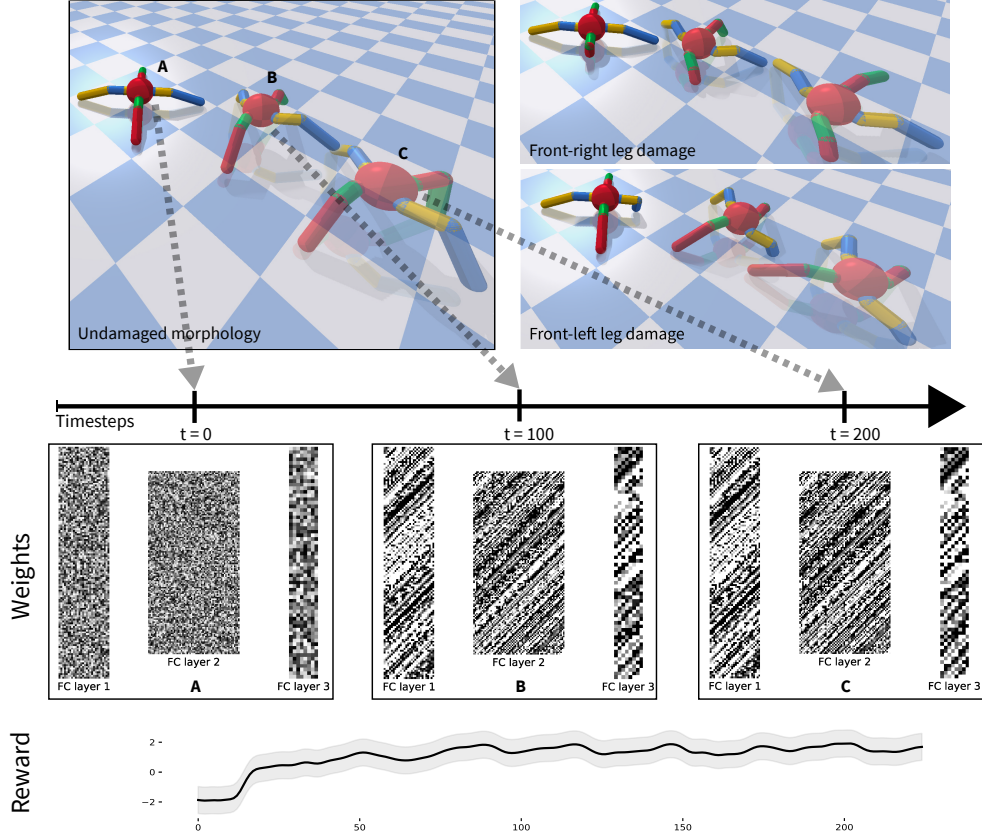 A
B
C
Undamaged morphology
Front-right leg damage
Front-left leg damage
Timesteps
t = 0
t = 100
t = 200
Weights
FC layer 1
FC layer 2
A
FC layer 3
FC layer 1
FC layer 2
B
FC layer 3
FC layer 1
FC layer 2
C
FC layer 3
Reward
2
0
−2
0
50
100
150
200